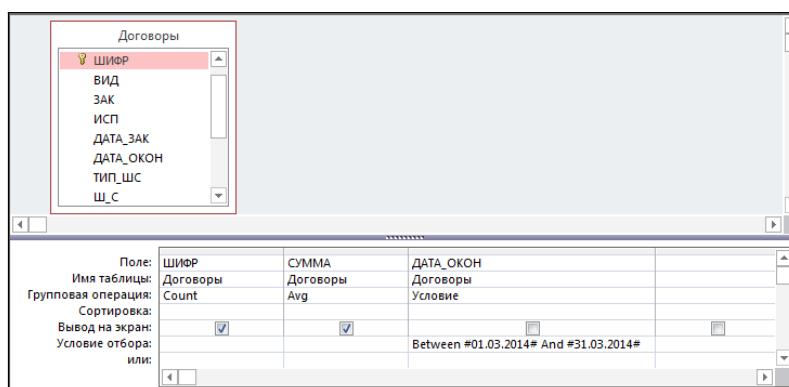 Договоры
ШИФР
ВИД
ЗАК
ИСП
ДАТА_ЗАК
ДАТА_ОКОН
ТИП_ШС
Ш_С
Поле: ШИФР СУММА ДАТА_ОКОН
Имя таблицы: Договоры Договоры Договоры
Групповая операция: Count Avg Условие
Сортировка:
Вывод на экран:
Условие отбора: Between #01.03.2014# And #31.03.2014#
или: